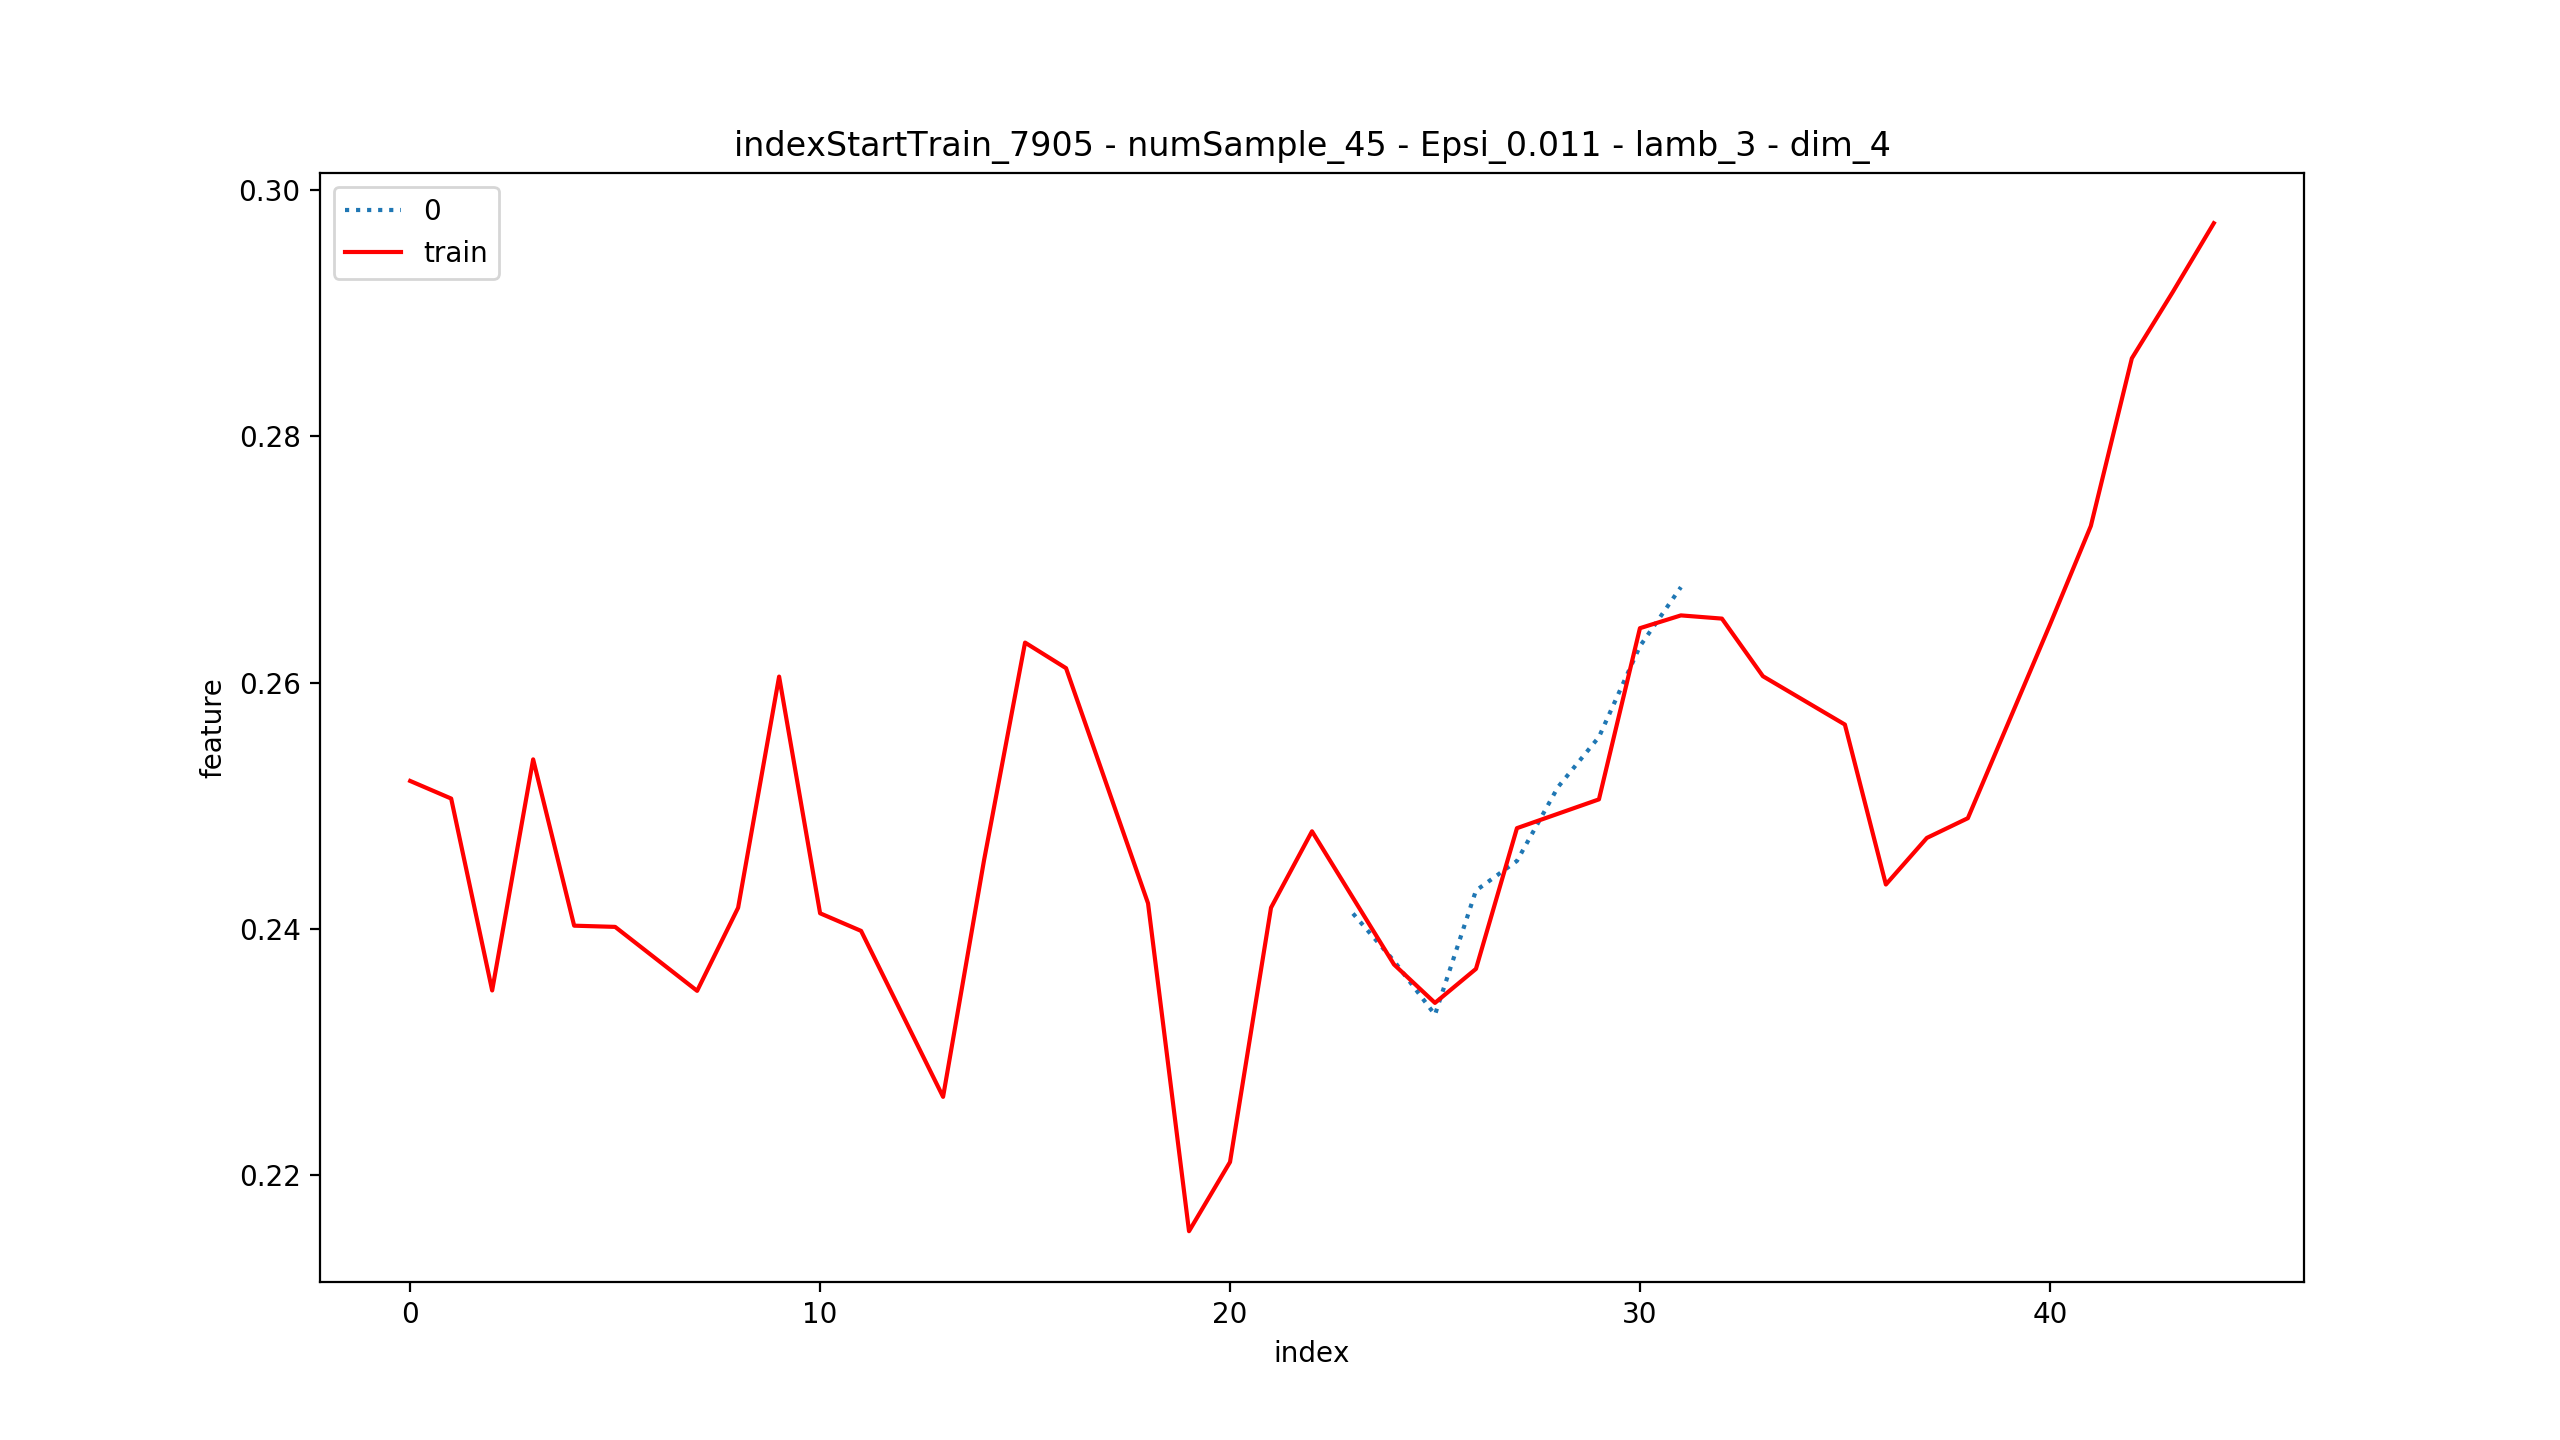 indexStartTrain_7905 - numSample_45 - Epsi_0.011 - lamb_3 - dim_4
0
train
0.30
0.28
0.26
0.24
0.22
feature
0 10 20 30 40
index